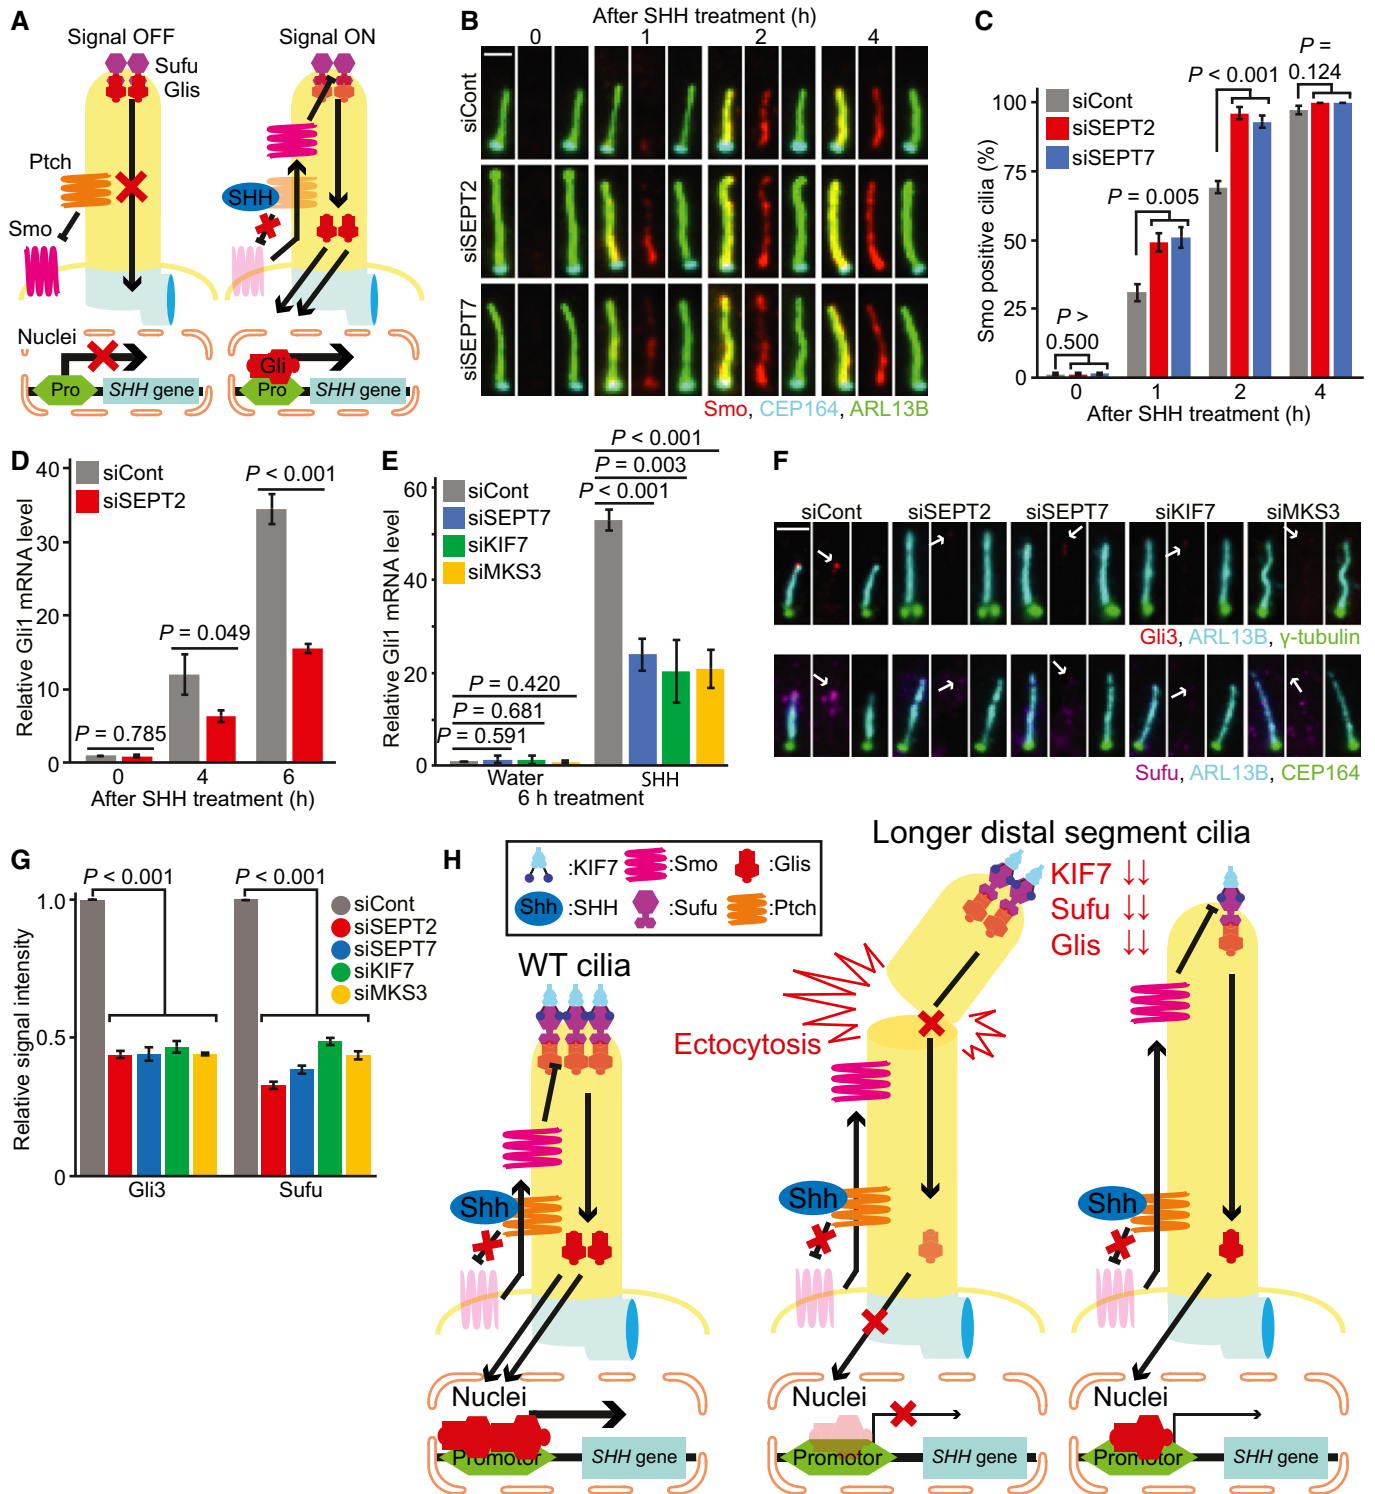 A
Signal OFF
Signal ON
Sufu
Glis
Ptch
Smo
SHH
Nuclei
Pro
SHH gene
Gli
Pro
SHH gene
B
After SHH treatment (h)
0
1
2
4
siCont
siSEPT2
siSEPT7
Smo, CEP164, ARL13B
C
P =
0.124
P < 0.001
P = 0.005
P >
0.500
siCont
siSEPT2
siSEPT7
Smo positive cilia (%)
100
75
50
25
0
0
1
2
4
After SHH treatment (h)
D
siCont
siSEPT2
P < 0.001
P = 0.049
P = 0.785
Relative Gli1 mRNA level
40
30
20
10
0
0
4
6
After SHH treatment (h)
E
P < 0.001
P = 0.003
P < 0.001
siCont
siSEPT7
siKIF7
siMKS3
P = 0.420
P = 0.681
P = 0.591
Relative Gli1 mRNA level
60
40
20
0
Water
SHH
6 h treatment
F
siCont
siSEPT2
siSEPT7
siKIF7
siMKS3
Gli3, ARL13B, γ-tubulin
Sufu, ARL13B, CEP164
G
P < 0.001
P < 0.001
siCont
siSEPT2
siSEPT7
siKIF7
siMKS3
Relative signal intensity
1.0
0.5
0
Gli3
Sufu
H
:KIF7
:Smo
:Glis
Shh :SHH
:Sufu
:Ptch
Longer distal segment cilia
KIF7 ↓↓
Sufu ↓↓
Glis ↓↓
WT cilia
Ectocytosis
Shh
Shh
Shh
Nuclei
Promotor
SHH gene
Nuclei
Promotor
SHH gene
Nuclei
Promotor
SHH gene